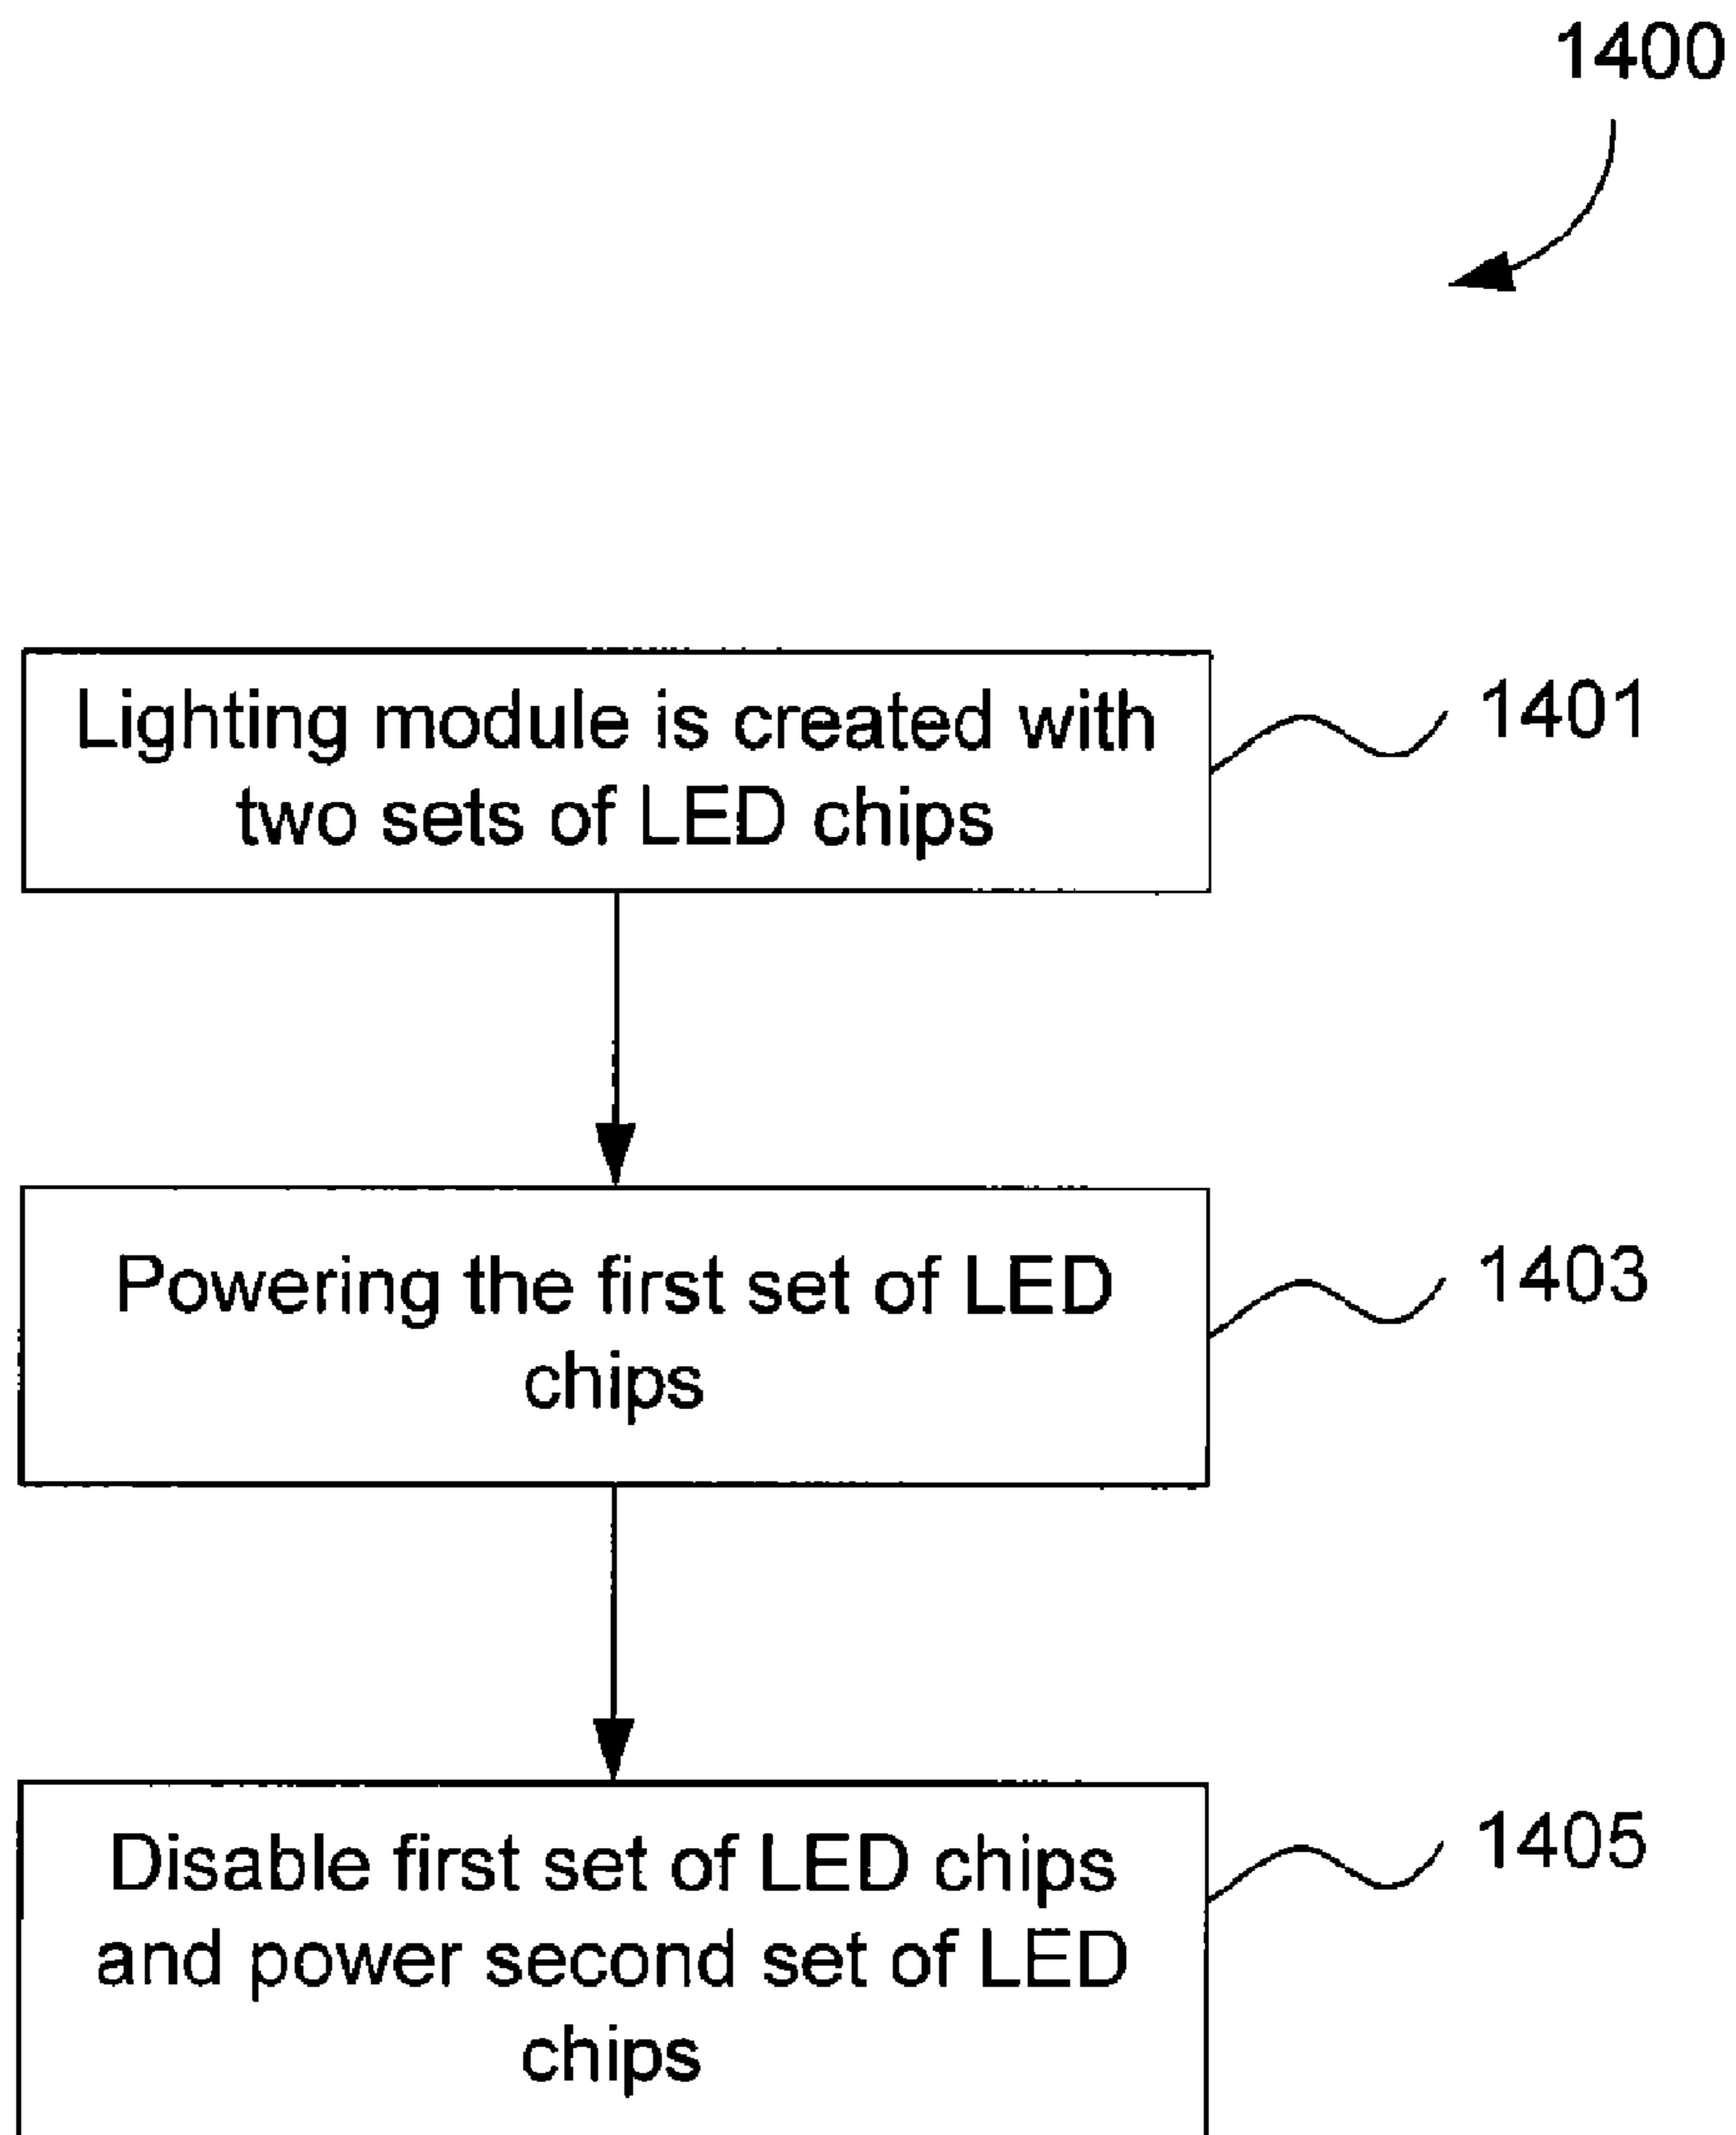 1400
Lighting module is created with
two sets of LED chips
1401
Powering the first set of LED
chips
1403
Disable first set of LED chips
and power second set of LED
chips
1405